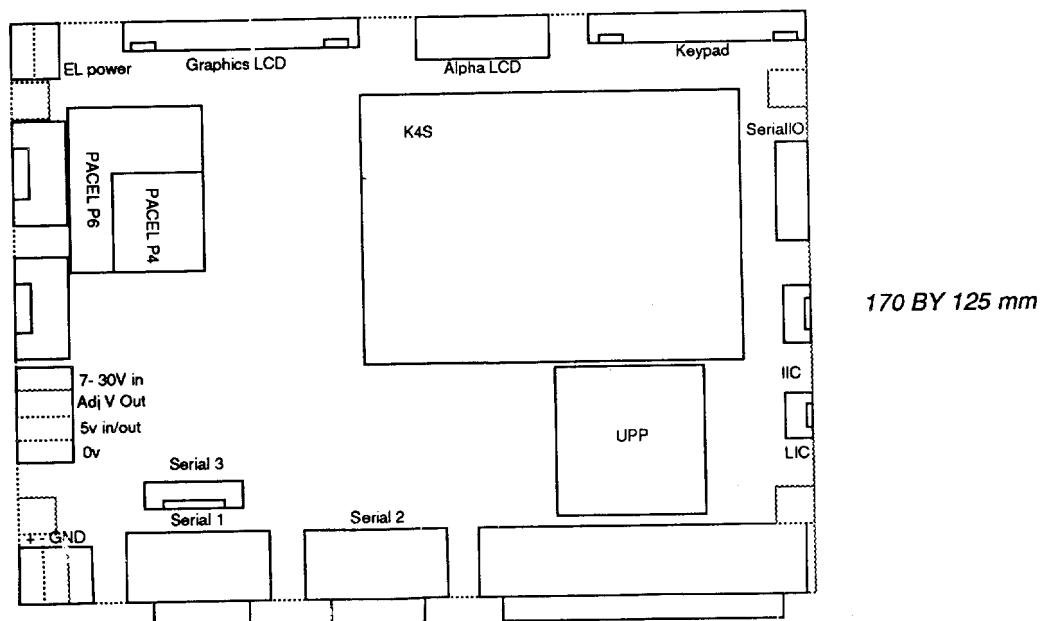 EL power
Graphics LCD
Alpha LCD
Keypad
K4S
SerialIO
PACEL P6
PACEL P4
170 BY 125 mm
7- 30V in
Adj V Out
5v in/out
0v
IIC
UPP
LIC
Serial 3
Serial 1
Serial 2
+ - GND